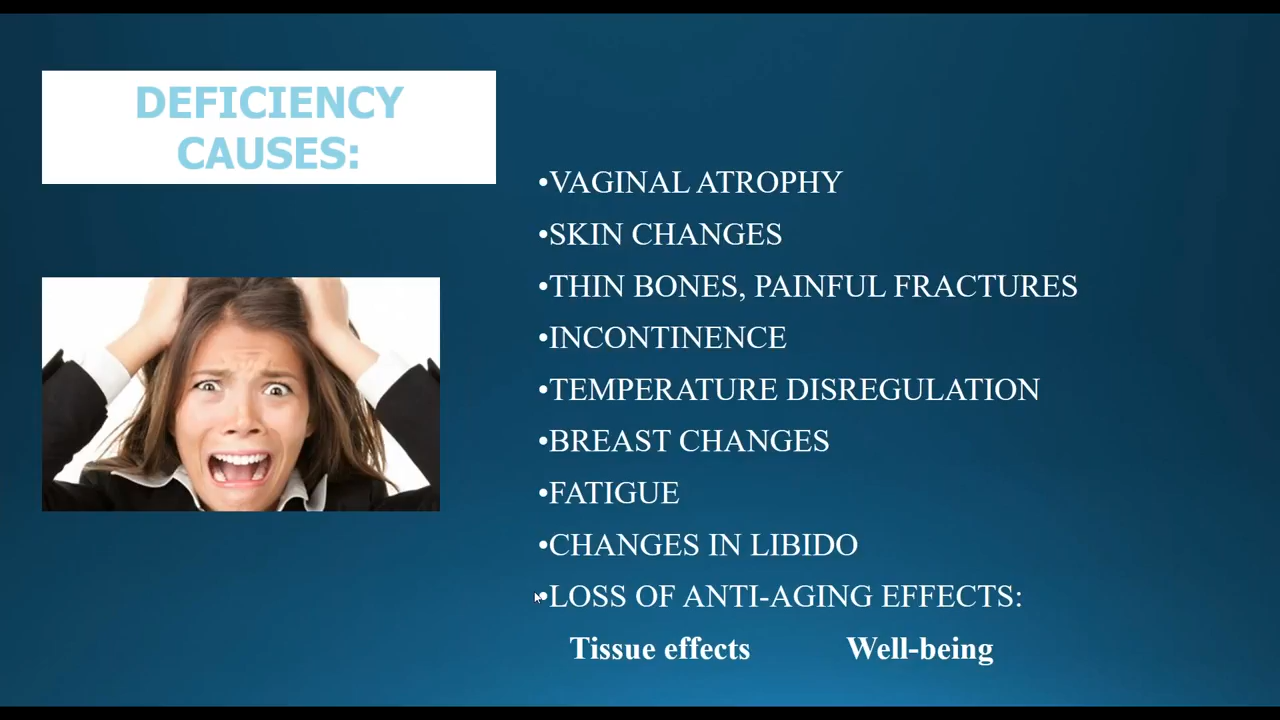 DEFICIENCY
CAUSES:
•VAGINAL ATROPHY
•SKIN CHANGES
•THIN BONES, PAINFUL FRACTURES
•INCONTINENCE
•TEMPERATURE DISREGULATION
•BREAST CHANGES
•FATIGUE
•CHANGES IN LIBIDO
•LOSS OF ANTI-AGING EFFECTS:
Tissue effects Well-being